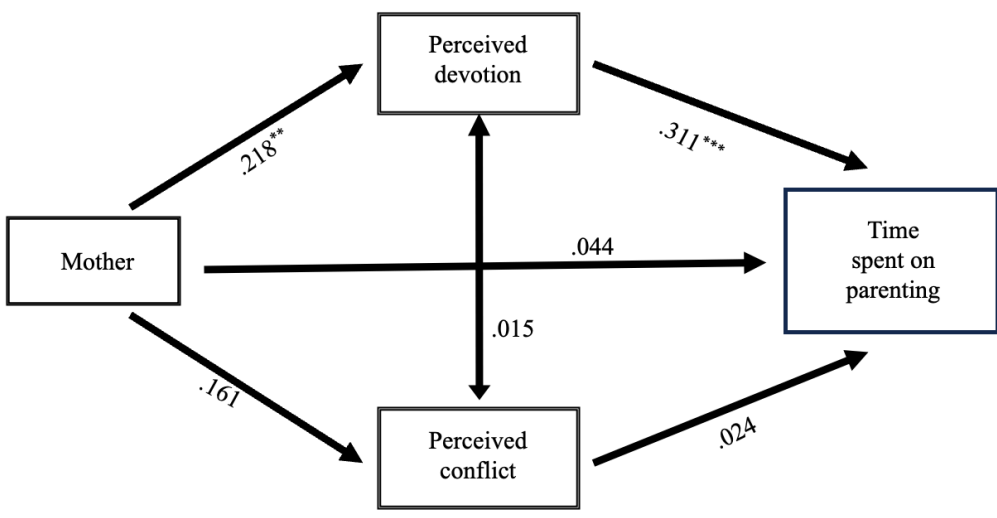 Perceived
devotion
.218**
.311***
Mother
.044
Time
spent on
parenting
.015
.161
Perceived
conflict
.024